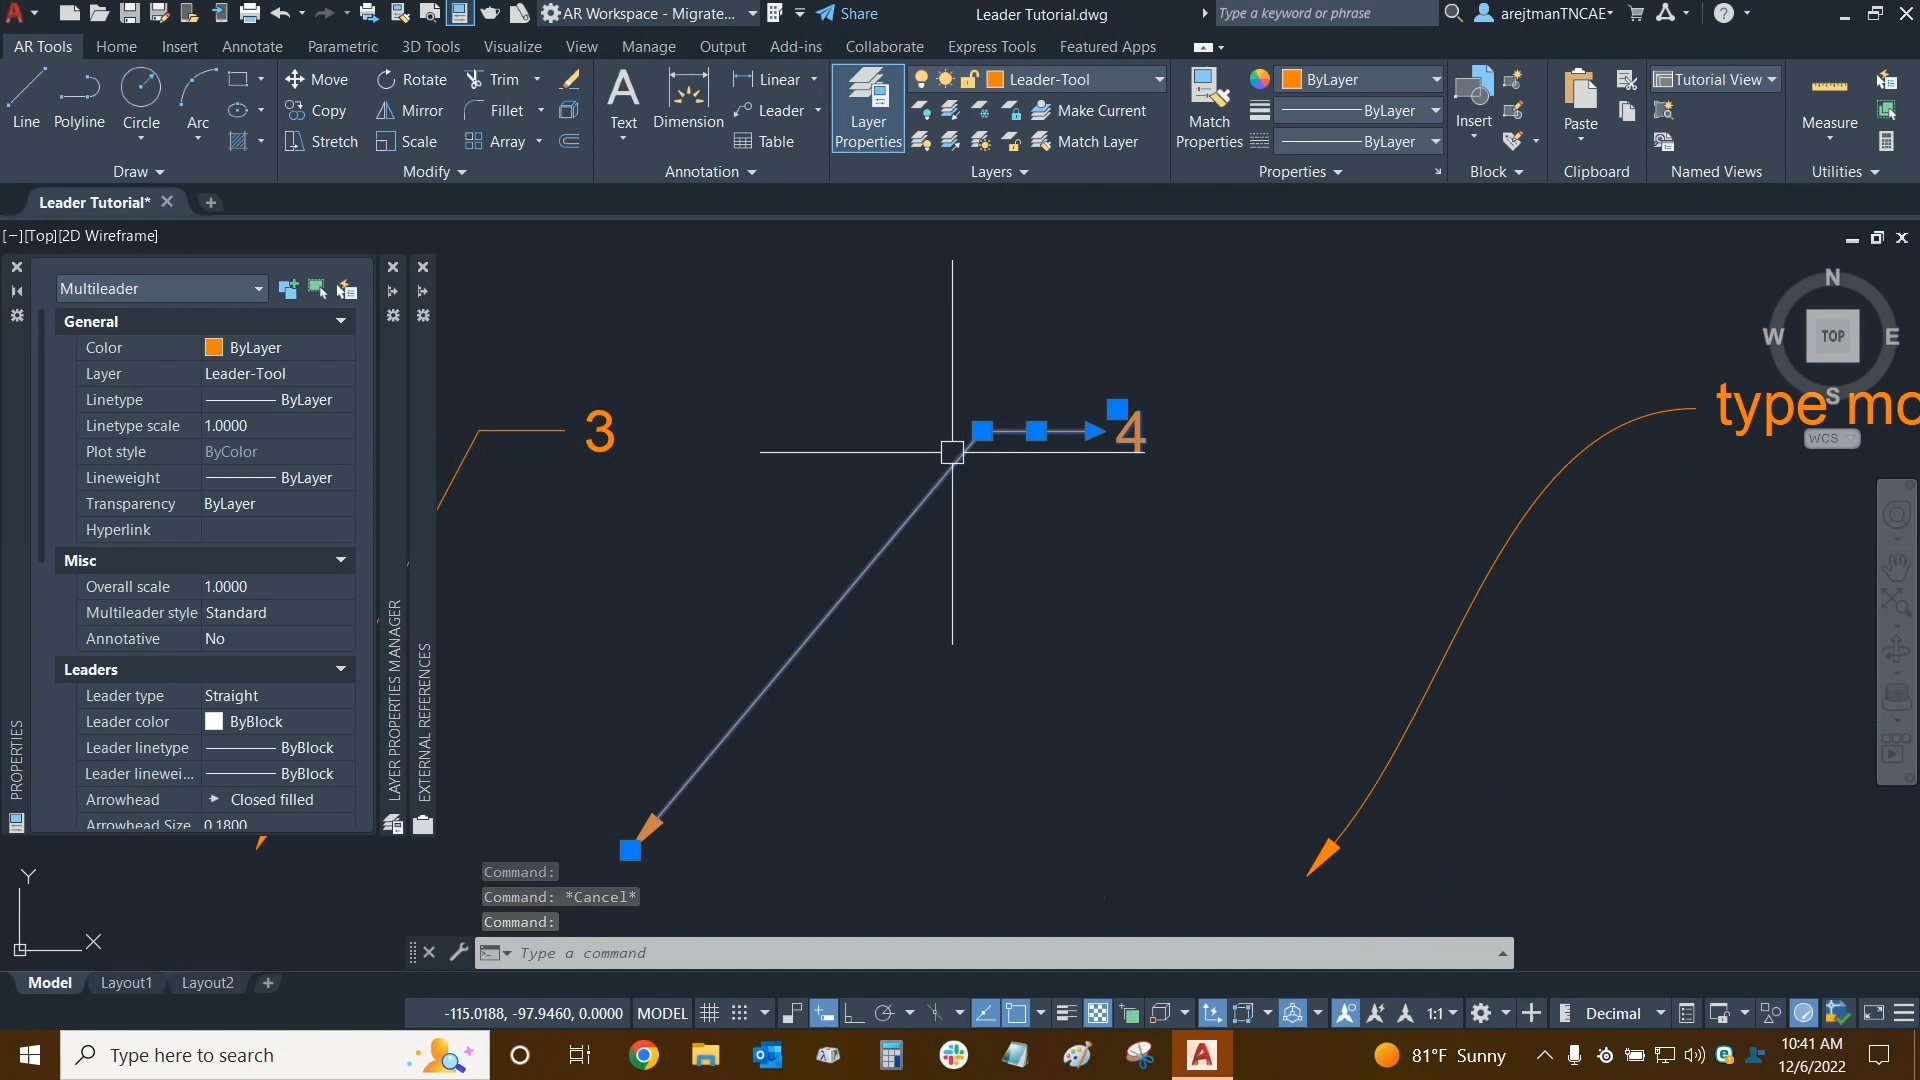 AR Workspace - Migrate...
Share
Leader Tutorial.dwg
Type a keyword or phrase
arejtmanTNCAE
AR Tools
Home
Insert
Annotate
Parametric
3D Tools
Visualize
View
Manage
Output
Add-ins
Collaborate
Express Tools
Featured Apps
Line
Polyline
Circle
Arc
Draw
Move
Rotate
Trim
Copy
Mirror
Fillet
Stretch
Scale
Array
Modify
Text
Dimension
Linear
Leader
Table
Annotation
Layer
Properties
Leader-Tool
Make Current
Match Layer
Layers
Match
Properties
ByLayer
ByLayer
ByLayer
Properties
Insert
Block
Paste
Clipboard
Tutorial View
Named Views
Measure
Utilities
Leader Tutorial*
[−][Top][2D Wireframe]
Multileader
General
Color ByLayer
Layer Leader-Tool
Linetype ByLayer
Linetype scale 1.0000
Plot style ByColor
Lineweight ByLayer
Transparency ByLayer
Hyperlink
Misc
Overall scale 1.0000
Multileader style Standard
Annotative No
Leaders
Leader type Straight
Leader color ByBlock
Leader linetype ByBlock
Leader linewei... ByBlock
Arrowhead Closed filled
Arrowhead Size 0.1800
PROPERTIES
LAYER PROPERTIES MANAGER
EXTERNAL REFERENCES
3
4
type mo
N
W
TOP
E
S
WCS
Command:
Command: *Cancel*
Command:
Type a command
Y
X
Model
Layout1
Layout2
-115.0188, -97.9460, 0.0000
MODEL
1:1
Decimal
Type here to search
81°F Sunny
10:41 AM
12/6/2022